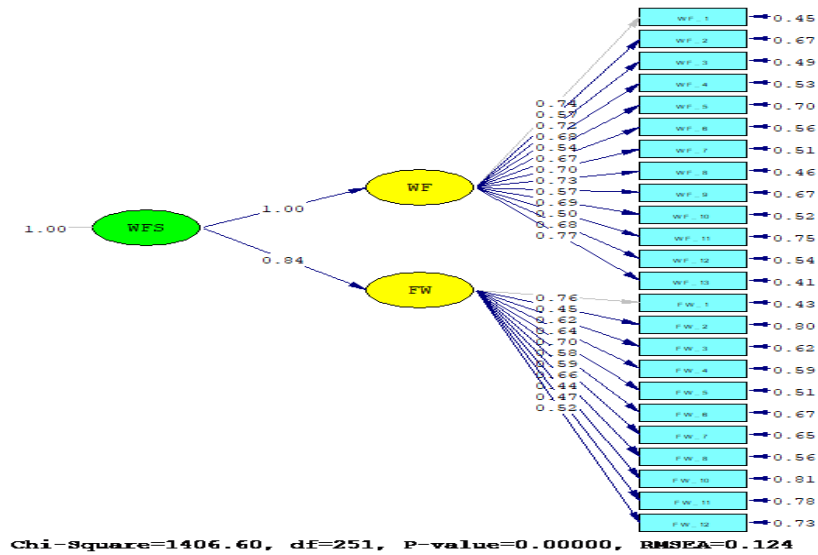 WF_1
0.45
WF_2
0.67
WF_3
0.49
WF_4
0.53
WF_5
0.70
WF_6
0.56
WF_7
0.51
WF_8
0.46
WF_9
0.67
WF_10
0.52
WF_11
0.75
WF_12
0.54
WF_13
0.41
0.74
0.57
0.72
0.68
0.54
0.67
0.70
0.73
0.57
0.69
0.50
0.68
0.77
WF
1.00
1.00
WFS
0.84
FW
0.76
0.45
0.62
0.64
0.70
0.58
0.59
0.66
0.44
0.47
0.52
FW_1
0.43
FW_2
0.80
FW_3
0.62
FW_4
0.59
FW_5
0.51
FW_6
0.67
FW_7
0.65
FW_8
0.56
FW_10
0.81
FW_11
0.78
FW_12
0.73
Chi-Square=1406.60, df=251, P-value=0.00000, RMSEA=0.124